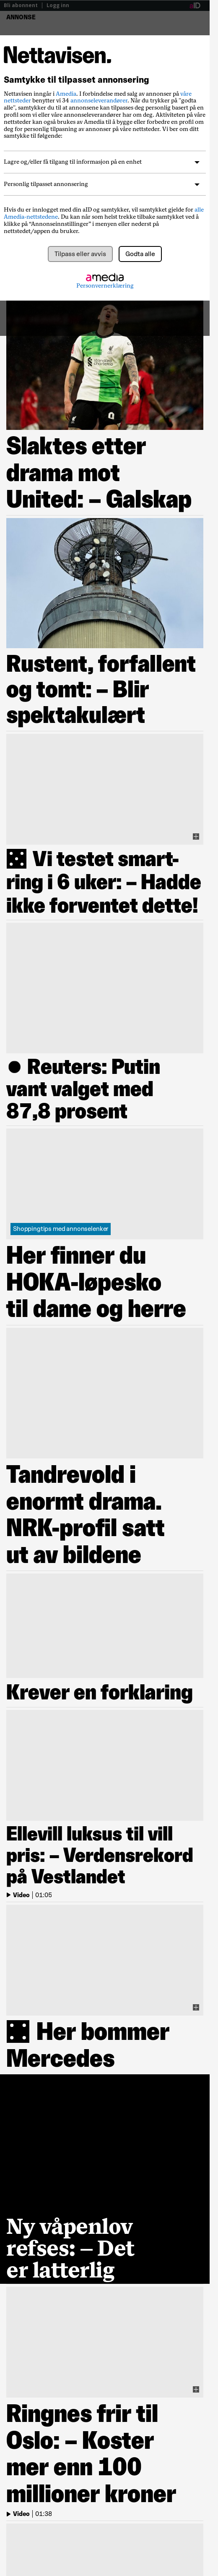 Bli abonnent | Logg inn aID
ANNONSE
Nettavisen.
Samtykke til tilpasset annonsering
Nettavisen inngår i Amedia. I forbindelse med salg av annonser på våre
nettsteder benytter vi 34 annonseleverandører. Når du trykker på "godta
alle", samtykker du til at annonsene kan tilpasses deg personlig basert på en
profil som vi eller våre annonseleverandører har om deg. Aktiviteten på våre
nettsteder kan også brukes av Amedia til å bygge eller forbedre en profil om
deg for personlig tilpasning av annonser på våre nettsteder. Vi ber om ditt
samtykke til følgende:
Lagre og/eller få tilgang til informasjon på en enhet
Personlig tilpasset annonsering
Hvis du er innlogget med din aID og samtykker, vil samtykket gjelde for alle
Amedia-nettstedene. Du kan når som helst trekke tilbake samtykket ved å
klikke på “Annonseinnstillinger” i menyen eller nederst på
nettstedet/appen du bruker.
Tilpass eller avvis Godta alle
amedia
Personvernerklæring
Slaktes etter
drama mot
United: – Galskap
Rustent, forfallent
og tomt: – Blir
spektakulært
Vi testet smart-
ring i 6 uker: – Hadde
ikke forventet dette!
Reuters: Putin
vant valget med
87,8 prosent
Shoppingtips med annonselenker
Her finner du
HOKA-løpesko
til dame og herre
Tandrevold i
enormt drama.
NRK-profil satt
ut av bildene
Krever en forklaring
Ellevill luksus til vill
pris: – Verdensrekord
på Vestlandet
Video | 01:05
Her bommer
Mercedes
Ny våpenlov
refses: – Det
er latterlig
Ringnes frir til
Oslo: – Koster
mer enn 100
millioner kroner
Video | 01:38